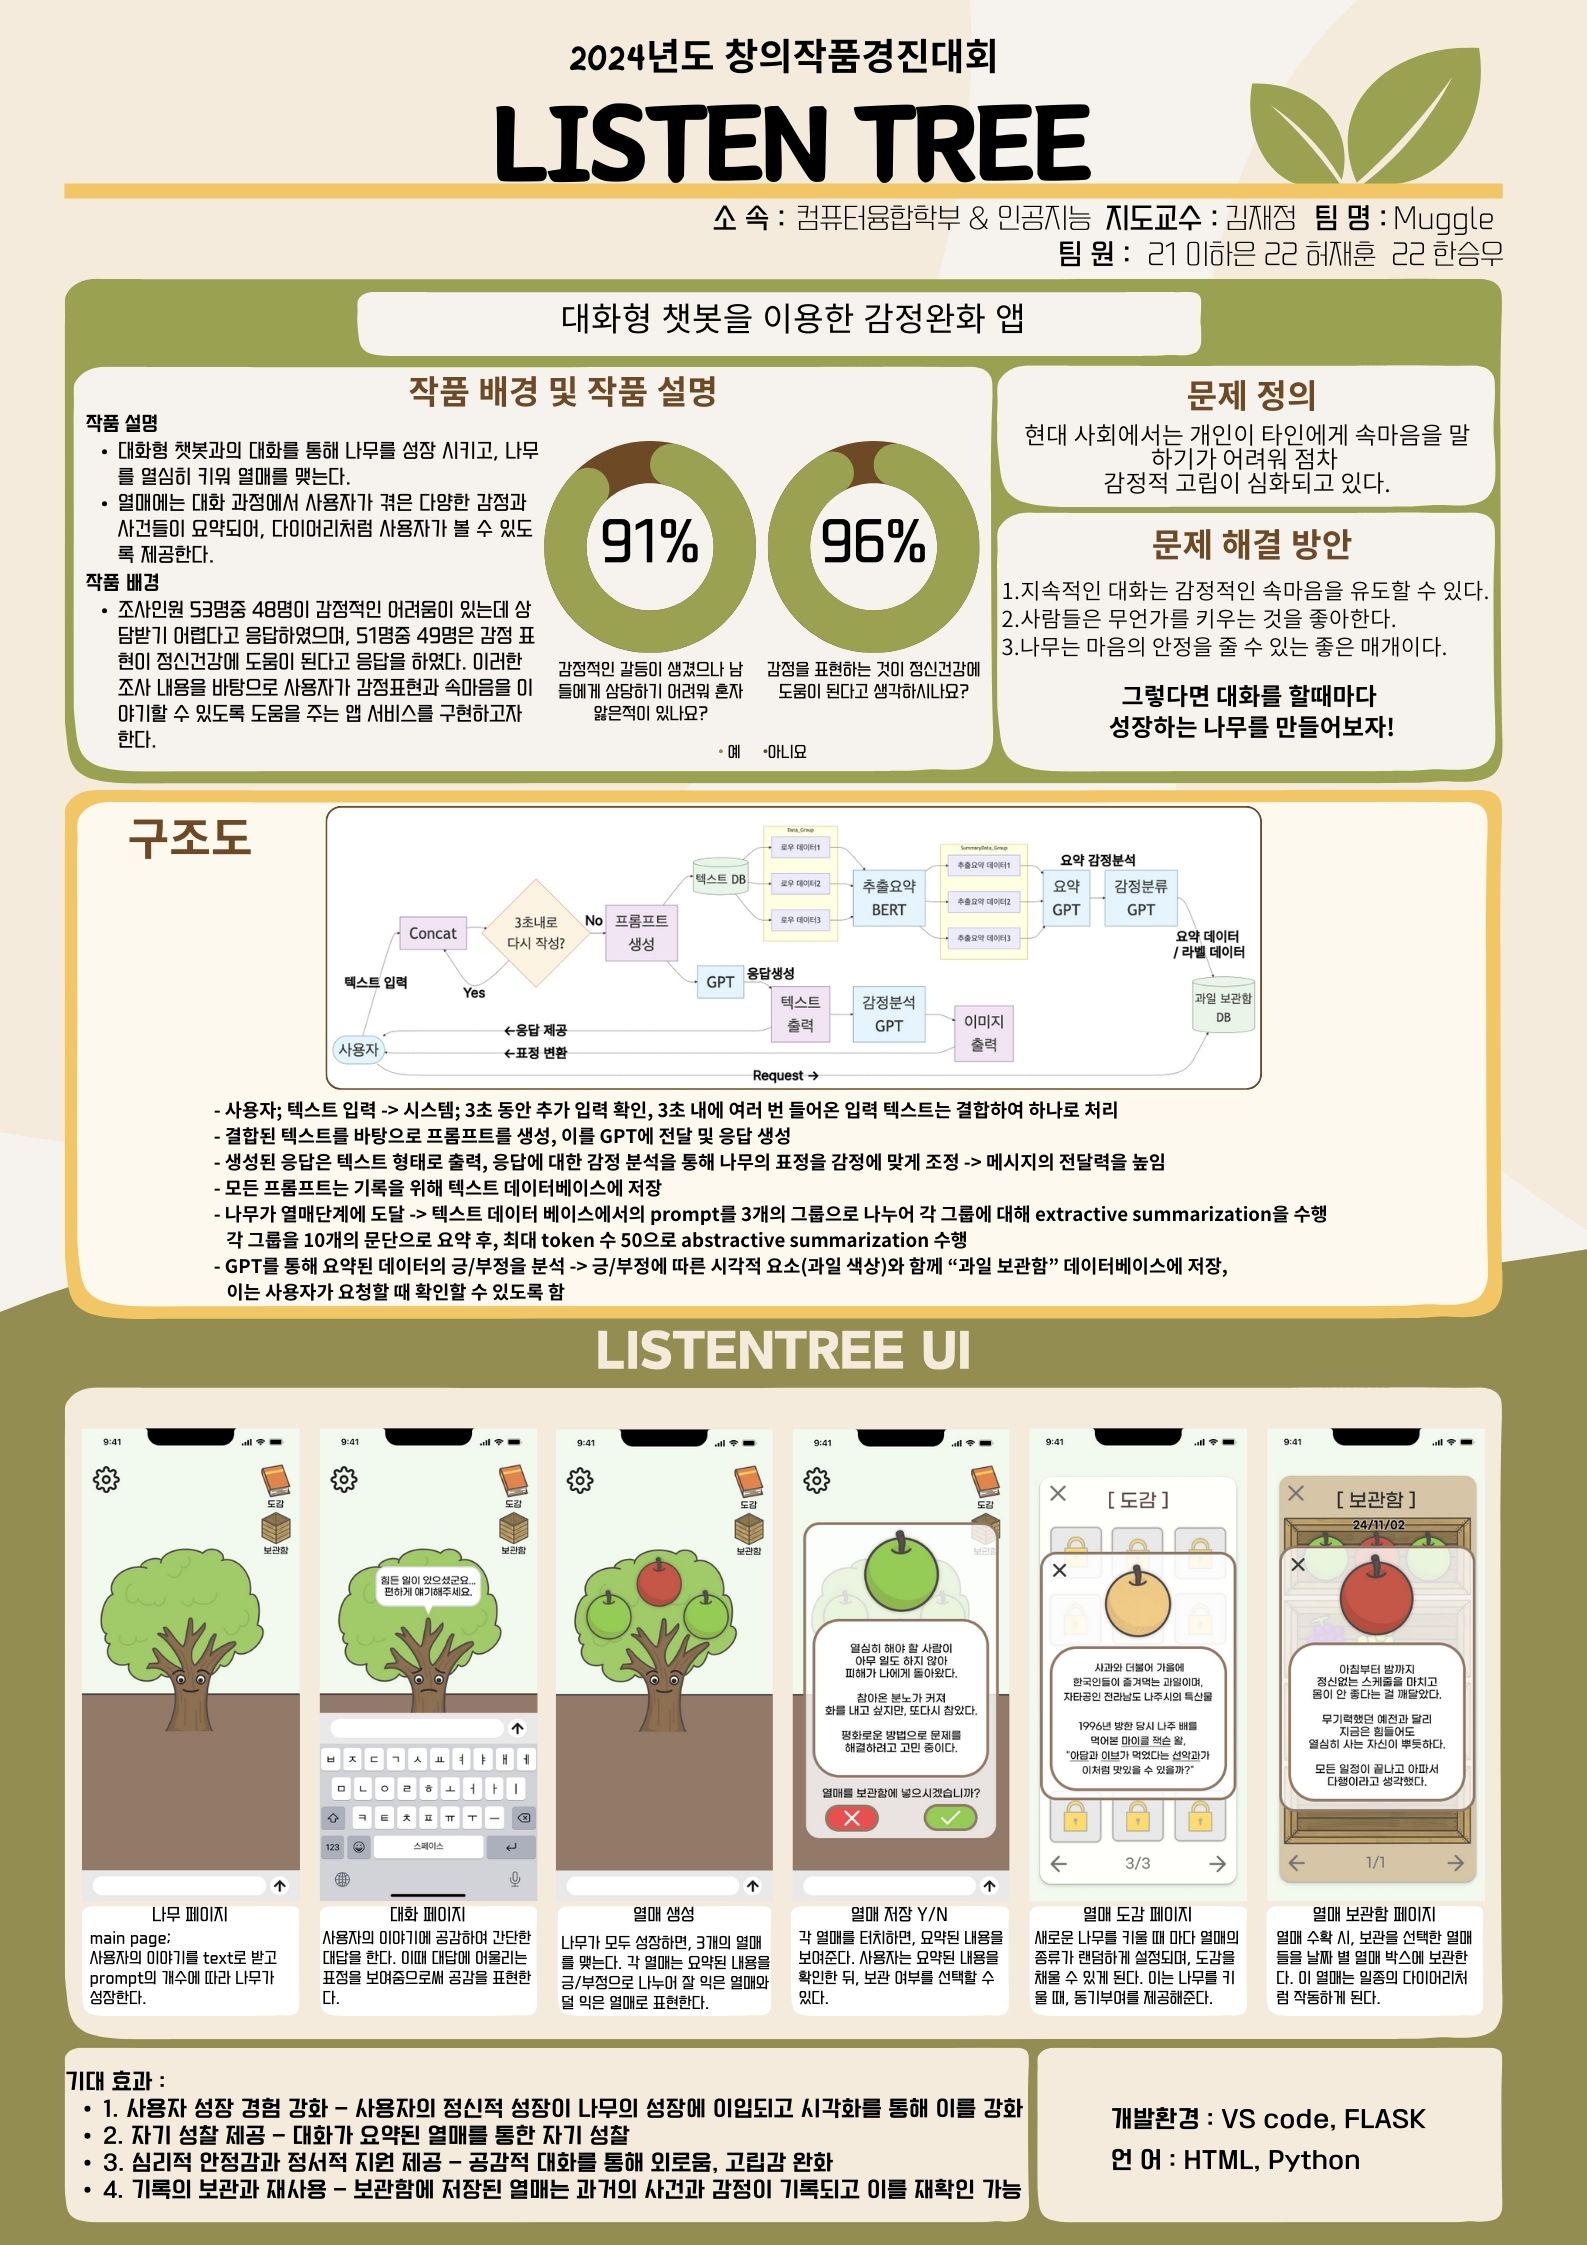 2024년도 창의작품경진대회
LISTEN TREE
소 속 : 컴퓨터융합학부 & 인공지능 지도교수 : 김재정 팀 명 : Muggle
팀 원 : 21 이하은 22 허재훈 22 한승우
대화형 챗봇을 이용한 감정완화 앱
작품 배경 및 작품 설명
작품 설명
• 대화형 챗봇과의 대화를 통해 나무를 성장 시키고, 나무
를 열심히 키워 열매를 맺는다.
• 열매에는 대화 과정에서 사용자가 겪은 다양한 감정과
사건들이 요약되어, 다이어리처럼 사용자가 볼 수 있도
록 제공한다.
작품 배경
• 조사인원 53명중 48명이 감정적인 어려움이 있는데 상
담받기 어렵다고 응답하였으며, 51명중 49명은 감정 표
현이 정신건강에 도움이 된다고 응답을 하였다. 이러한
조사 내용을 바탕으로 사용자가 감정표현과 속마음을 이
야기할 수 있도록 도움을 주는 앱 서비스를 구현하고자
한다.
91%
감정적인 갈등이 생겼으나 남
들에게 상담하기 어려워 혼자
앓은적이 있나요?
96%
감정을 표현하는 것이 정신건강에
도움이 된다고 생각하시나요?
• 예 •아니요
문제 정의
현대 사회에서는 개인이 타인에게 속마음을 말
하기가 어려워 점차
감정적 고립이 심화되고 있다.
문제 해결 방안
1.지속적인 대화는 감정적인 속마음을 유도할 수 있다.
2.사람들은 무언가를 키우는 것을 좋아한다.
3.나무는 마음의 안정을 줄 수 있는 좋은 매개이다.
그렇다면 대화를 할때마다
성장하는 나무를 만들어보자!
구조도
사용자
텍스트 입력
Concat
3초내로
다시 작성?
Yes
No
프롬프트
생성
텍스트 DB
Data_Group
로우 데이터1
로우 데이터2
로우 데이터3
추출요약
BERT
SummaryData_Group
추출요약 데이터1
추출요약 데이터2
추출요약 데이터3
요약 감정분석
요약
GPT
감정분류
GPT
요약 데이터
/ 라벨 데이터
과일 보관함
DB
GPT
응답생성
텍스트
출력
감정분석
GPT
이미지
출력
←응답 제공
←표정 변환
Request →
- 사용자; 텍스트 입력 -> 시스템; 3초 동안 추가 입력 확인, 3초 내에 여러 번 들어온 입력 텍스트는 결합하여 하나로 처리
- 결합된 텍스트를 바탕으로 프롬프트를 생성, 이를 GPT에 전달 및 응답 생성
- 생성된 응답은 텍스트 형태로 출력, 응답에 대한 감정 분석을 통해 나무의 표정을 감정에 맞게 조정 -> 메시지의 전달력을 높임
- 모든 프롬프트는 기록을 위해 텍스트 데이터베이스에 저장
- 나무가 열매단계에 도달 -> 텍스트 데이터 베이스에서의 prompt를 3개의 그룹으로 나누어 각 그룹에 대해 extractive summarization을 수행
각 그룹을 10개의 문단으로 요약 후, 최대 token 수 50으로 abstractive summarization 수행
- GPT를 통해 요약된 데이터의 긍/부정을 분석 -> 긍/부정에 따른 시각적 요소(과일 색상)와 함께 “과일 보관함” 데이터베이스에 저장,
이는 사용자가 요청할 때 확인할 수 있도록 함
LISTENTREE UI
9:41
도감
보관함
나무 페이지
main page;
사용자의 이야기를 text로 받고
prompt의 개수에 따라 나무가
성장한다.
9:41
도감
보관함
힘든 일이 있으셨군요...
편하게 얘기해주세요.
ㅂ ㅈ ㄷ ㄱ ㅅ ㅛ ㅕ ㅑ ㅐ ㅔ
ㅁ ㄴ ㅇ ㄹ ㅎ ㅗ ㅓ ㅏ ㅣ
ㅋ ㅌ ㅊ ㅍ ㅠ ㅜ ㅡ
123 스페이스
대화 페이지
사용자의 이야기에 공감하여 간단한
대답을 한다. 이때 대답에 어울리는
표정을 보여줌으로써 공감을 표현한
다.
9:41
도감
보관함
열매 생성
나무가 모두 성장하면, 3개의 열매
를 맺는다. 각 열매는 요약된 내용을
긍/부정으로 나누어 잘 익은 열매와
덜 익은 열매로 표현한다.
9:41
도감
보관함
열심히 해야 할 사람이
아무 일도 하지 않아
피해가 나에게 돌아왔다.
참아온 분노가 커져
화를 내고 싶지만, 또다시 참았다.
평화로운 방법으로 문제를
해결하려고 고민 중이다.
열매를 보관함에 넣으시겠습니까?
열매 저장 Y/N
각 열매를 터치하면, 요약된 내용을
보여준다. 사용자는 요약된 내용을
확인한 뒤, 보관 여부를 선택할 수
있다.
9:41
[ 도감 ]
사과와 더불어 가을에
한국인들이 즐겨먹는 과일이며,
자타공인 전라남도 나주시의 특산물
1996년 방한 당시 나주 배를
먹어본 마이클 잭슨 왈,
"아담과 이브가 먹었다는 선악과가
이처럼 맛있을 수 있을까?"
3/3
열매 도감 페이지
새로운 나무를 키울 때 마다 열매의
종류가 랜덤하게 설정되며, 도감을
채울 수 있게 된다. 이는 나무를 키
울 때, 동기부여를 제공해준다.
9:41
[ 보관함 ]
24/11/02
아침부터 밤까지
정신없는 스케줄을 마치고
몸이 안 좋다는 걸 깨달았다.
무기력했던 예전과 달리
지금은 힘들어도
열심히 사는 자신이 뿌듯하다.
모든 일정이 끝나고 아파서
다행이라고 생각했다.
1/1
열매 보관함 페이지
열매 수확 시, 보관을 선택한 열매
들을 날짜 별 열매 박스에 보관한
다. 이 열매는 일종의 다이어리처
럼 작동하게 된다.
기대 효과 :
• 1. 사용자 성장 경험 강화 – 사용자의 정신적 성장이 나무의 성장에 이입되고 시각화를 통해 이를 강화
• 2. 자기 성찰 제공 – 대화가 요약된 열매를 통한 자기 성찰
• 3. 심리적 안정감과 정서적 지원 제공 – 공감적 대화를 통해 외로움, 고립감 완화
• 4. 기록의 보관과 재사용 – 보관함에 저장된 열매는 과거의 사건과 감정이 기록되고 이를 재확인 가능
개발환경 : VS code, FLASK
언 어 : HTML, Python